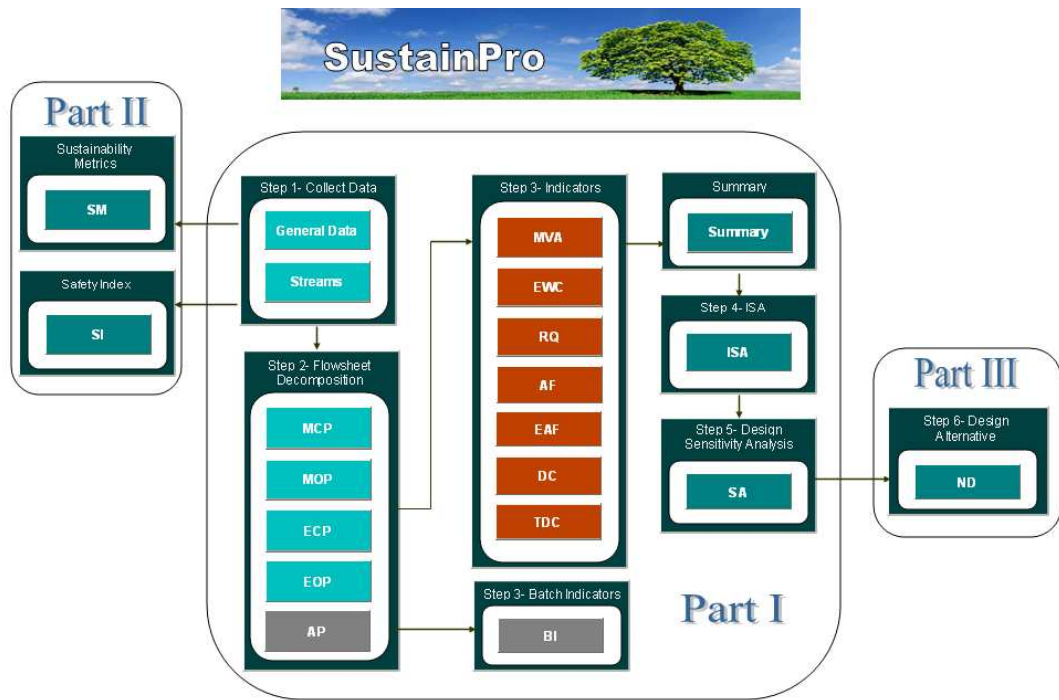 SustainPro
Part II
Sustainability
Metrics
SM
Safety Index
SI
Step 1- Collect Data
General Data
Streams
Step 2- Flowsheet
Decomposition
MCP
MOP
ECP
EOP
AP
Step 3- Indicators
MVA
EWC
RQ
AF
EAF
DC
TDC
Step 3- Batch Indicators
BI
Summary
Summary
Step 4- ISA
ISA
Step 5- Design
Sensitivity Analysis
SA
Part I
Part III
Step 6- Design
Alternative
ND